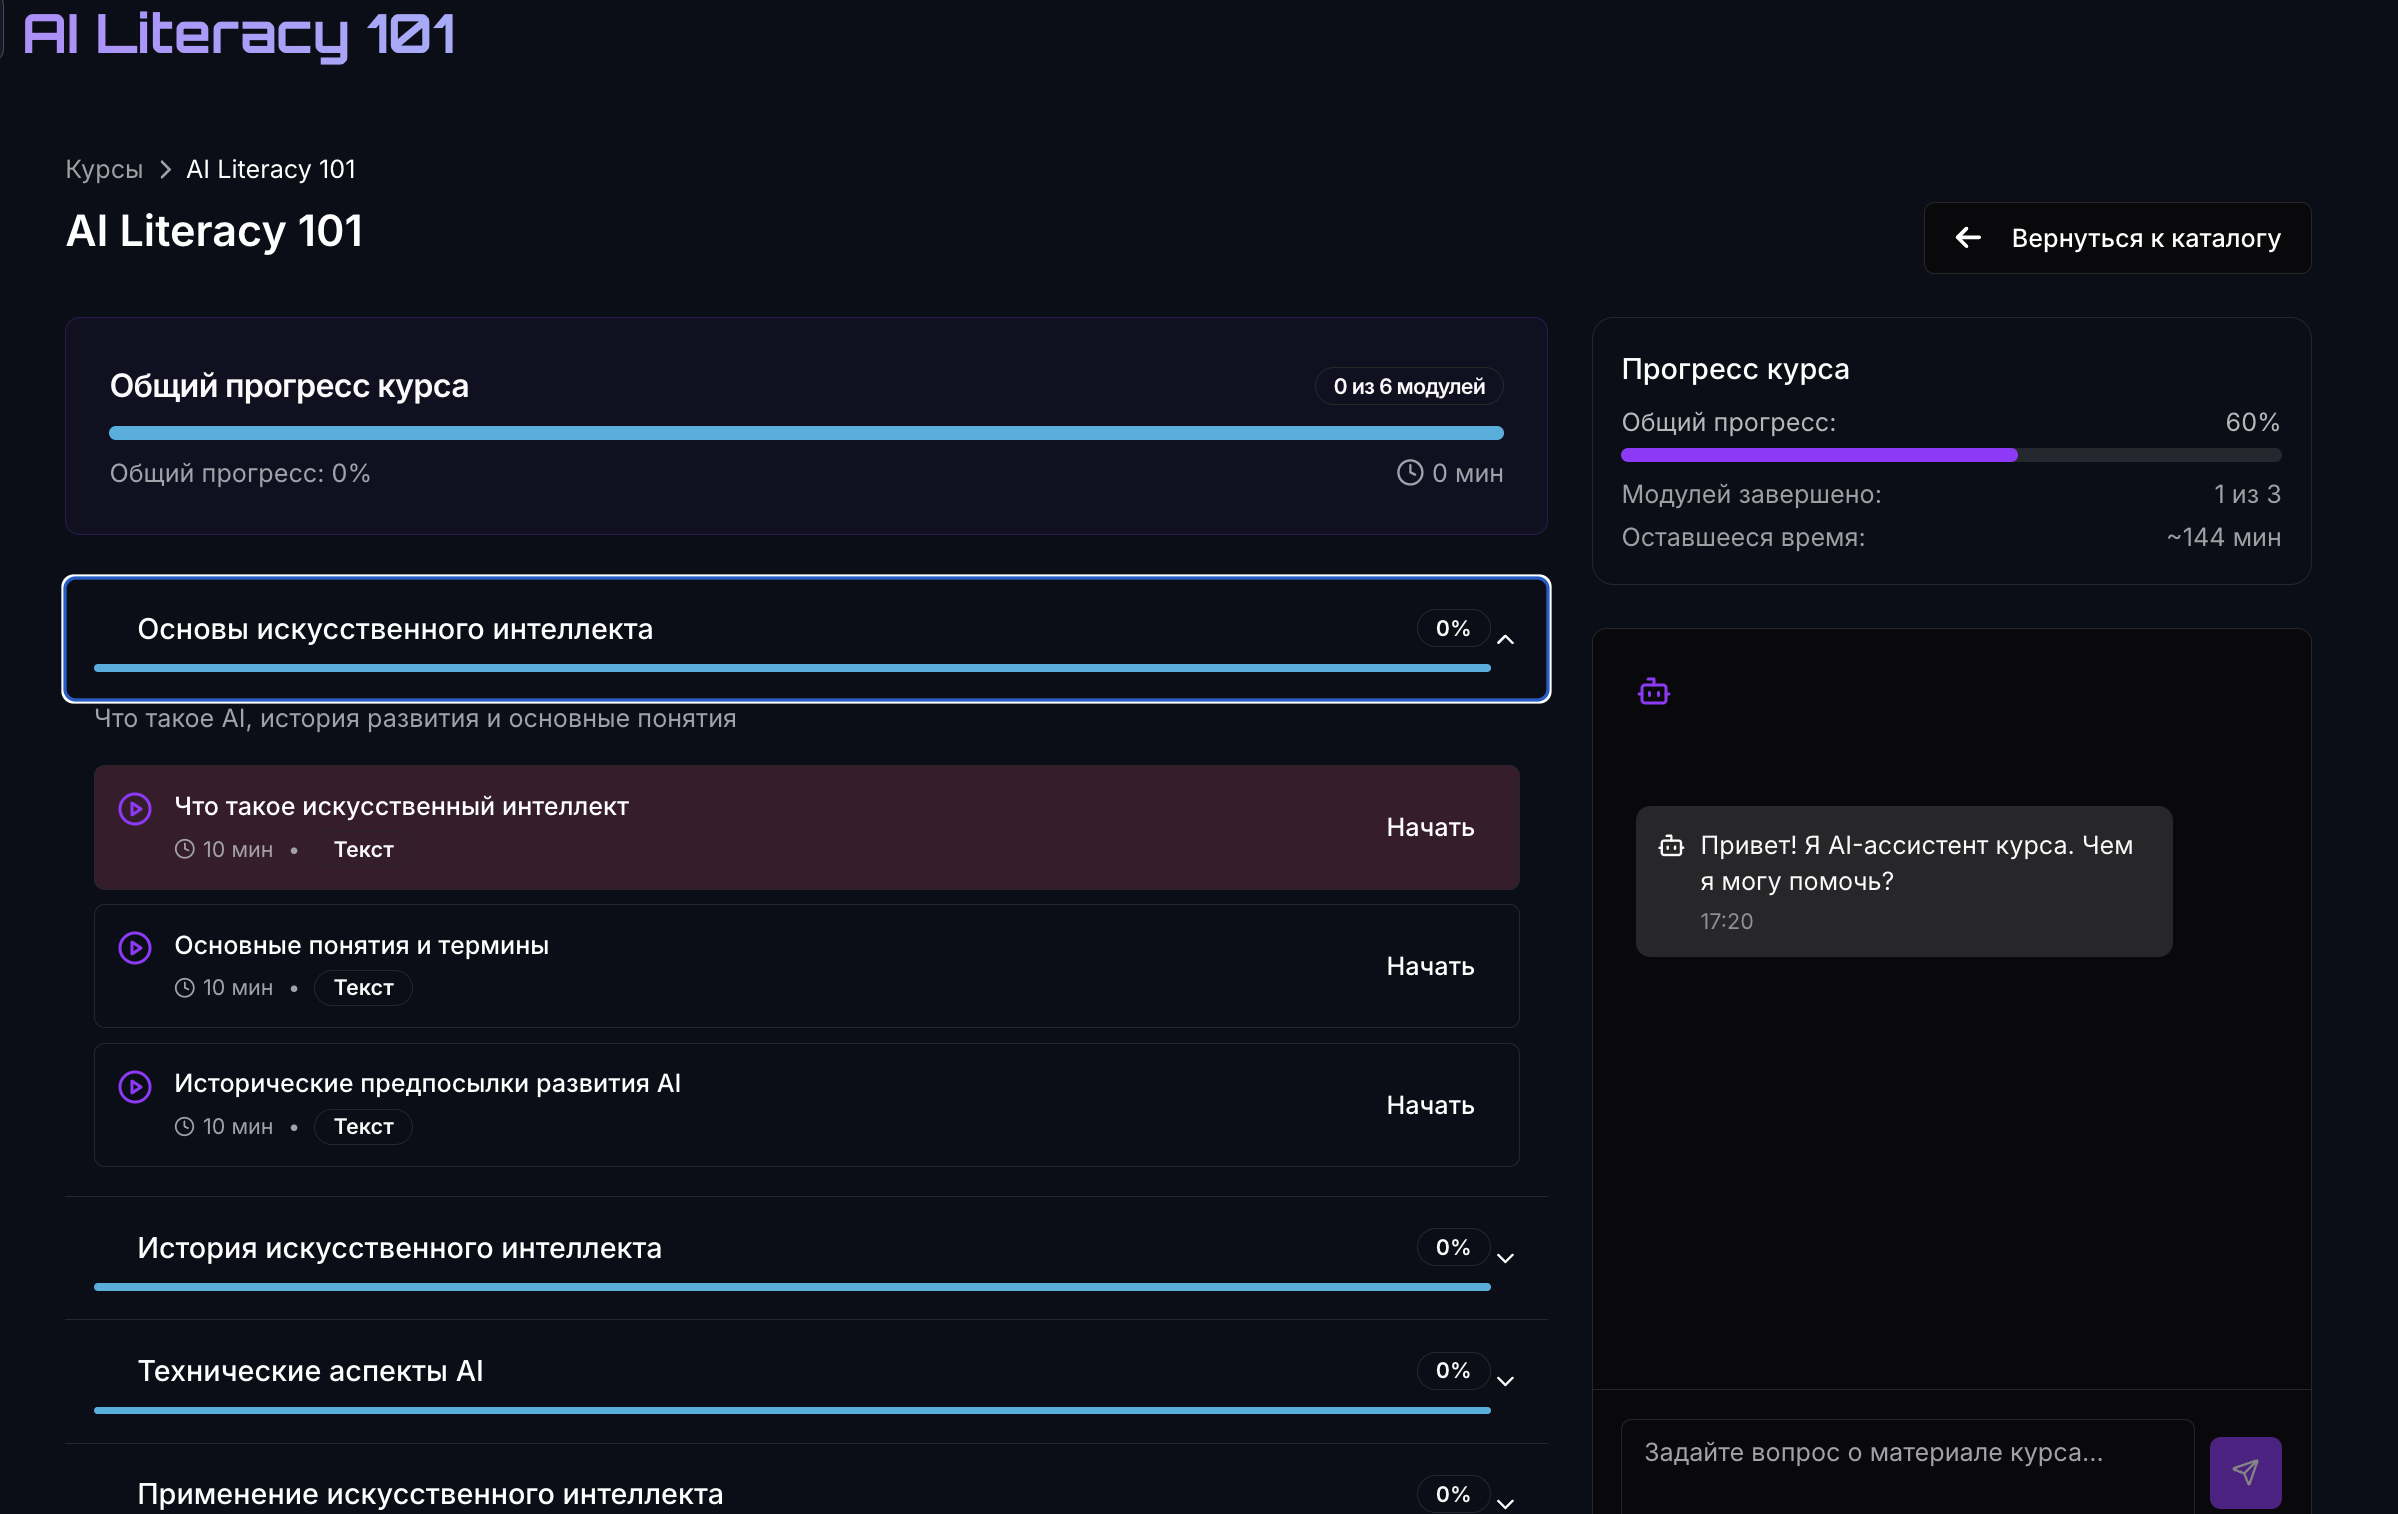 AI Literacy 101
Курсы > AI Literacy 101
AI Literacy 101
Вернуться к каталогу
Общий прогресс курса
0 из 6 модулей
Общий прогресс: 0%
0 мин
Основы искусственного интеллекта
0%
Что такое AI, история развития и основные понятия
Что такое искусственный интеллект
10 мин • Текст
Начать
Основные понятия и термины
10 мин • Текст
Начать
Исторические предпосылки развития AI
10 мин • Текст
Начать
История искусственного интеллекта
0%
Технические аспекты AI
0%
Применение искусственного интеллекта
0%
Прогресс курса
Общий прогресс: 60%
Модулей завершено: 1 из 3
Оставшееся время: ~144 мин
Привет! Я AI-ассистент курса. Чем
я могу помочь?
17:20
Задайте вопрос о материале курса...